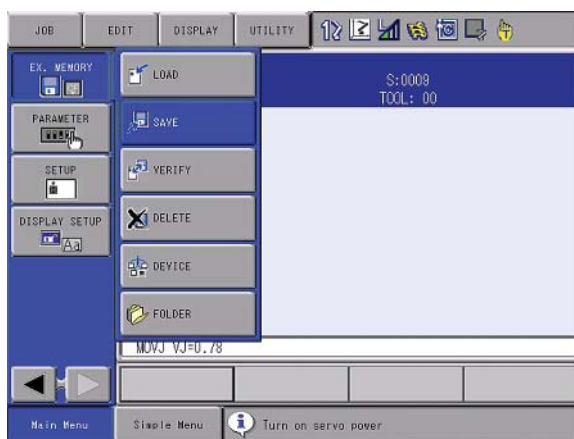 JOB
EDIT
DISPLAY
UTILITY
EX. MEMORY
LOAD
S:0009
TOOL: 00
PARAMETER
SAVE
SETUP
VERIFY
DISPLAY SETUP
DELETE
DEVICE
FOLDER
MOVJ VJ=0.78
Main Menu
Simple Menu
Turn on servo power